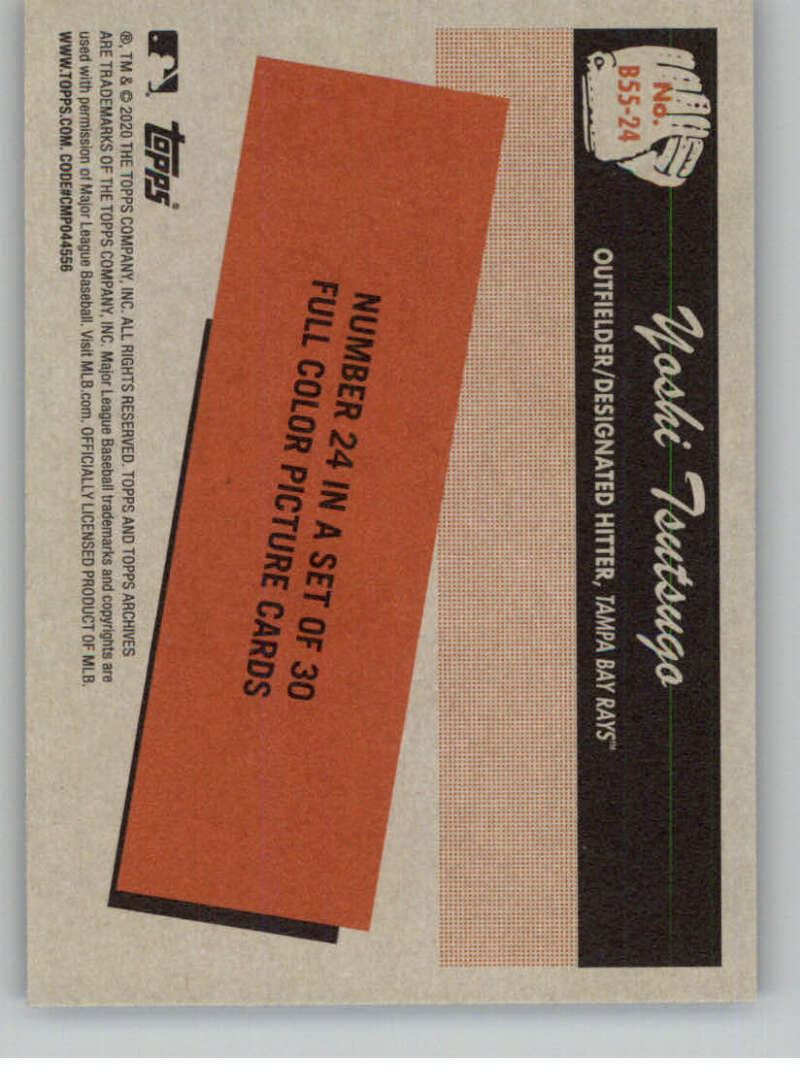 No.
B55-24
Yoshi Tsutsugo
OUTFIELDER/DESIGNATED HITTER, TAMPA BAY RAYS™
NUMBER 24 IN A SET OF 30
FULL COLOR PICTURE CARDS
topps®
®, TM & © 2020 THE TOPPS COMPANY, INC. ALL RIGHTS RESERVED. TOPPS AND TOPPS ARCHIVES
ARE TRADEMARKS OF THE TOPPS COMPANY, INC. Major League Baseball trademarks and copyrights are
used with permission of Major League Baseball. Visit MLB.com. OFFICIALLY LICENSED PRODUCT OF MLB.
WWW.TOPPS.COM. CODE#CMP044556